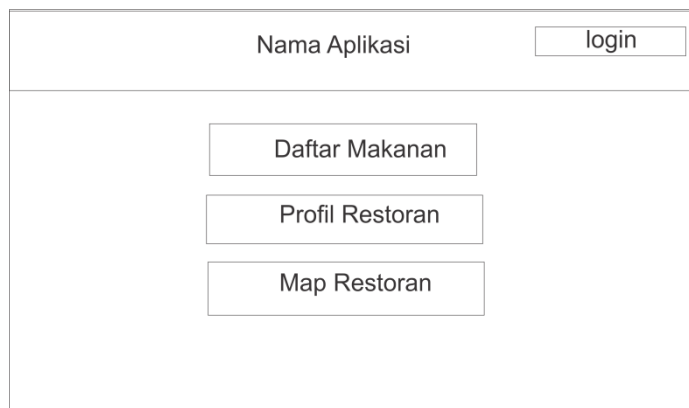 Nama Aplikasi
login
Daftar Makanan
Profil Restoran
Map Restoran